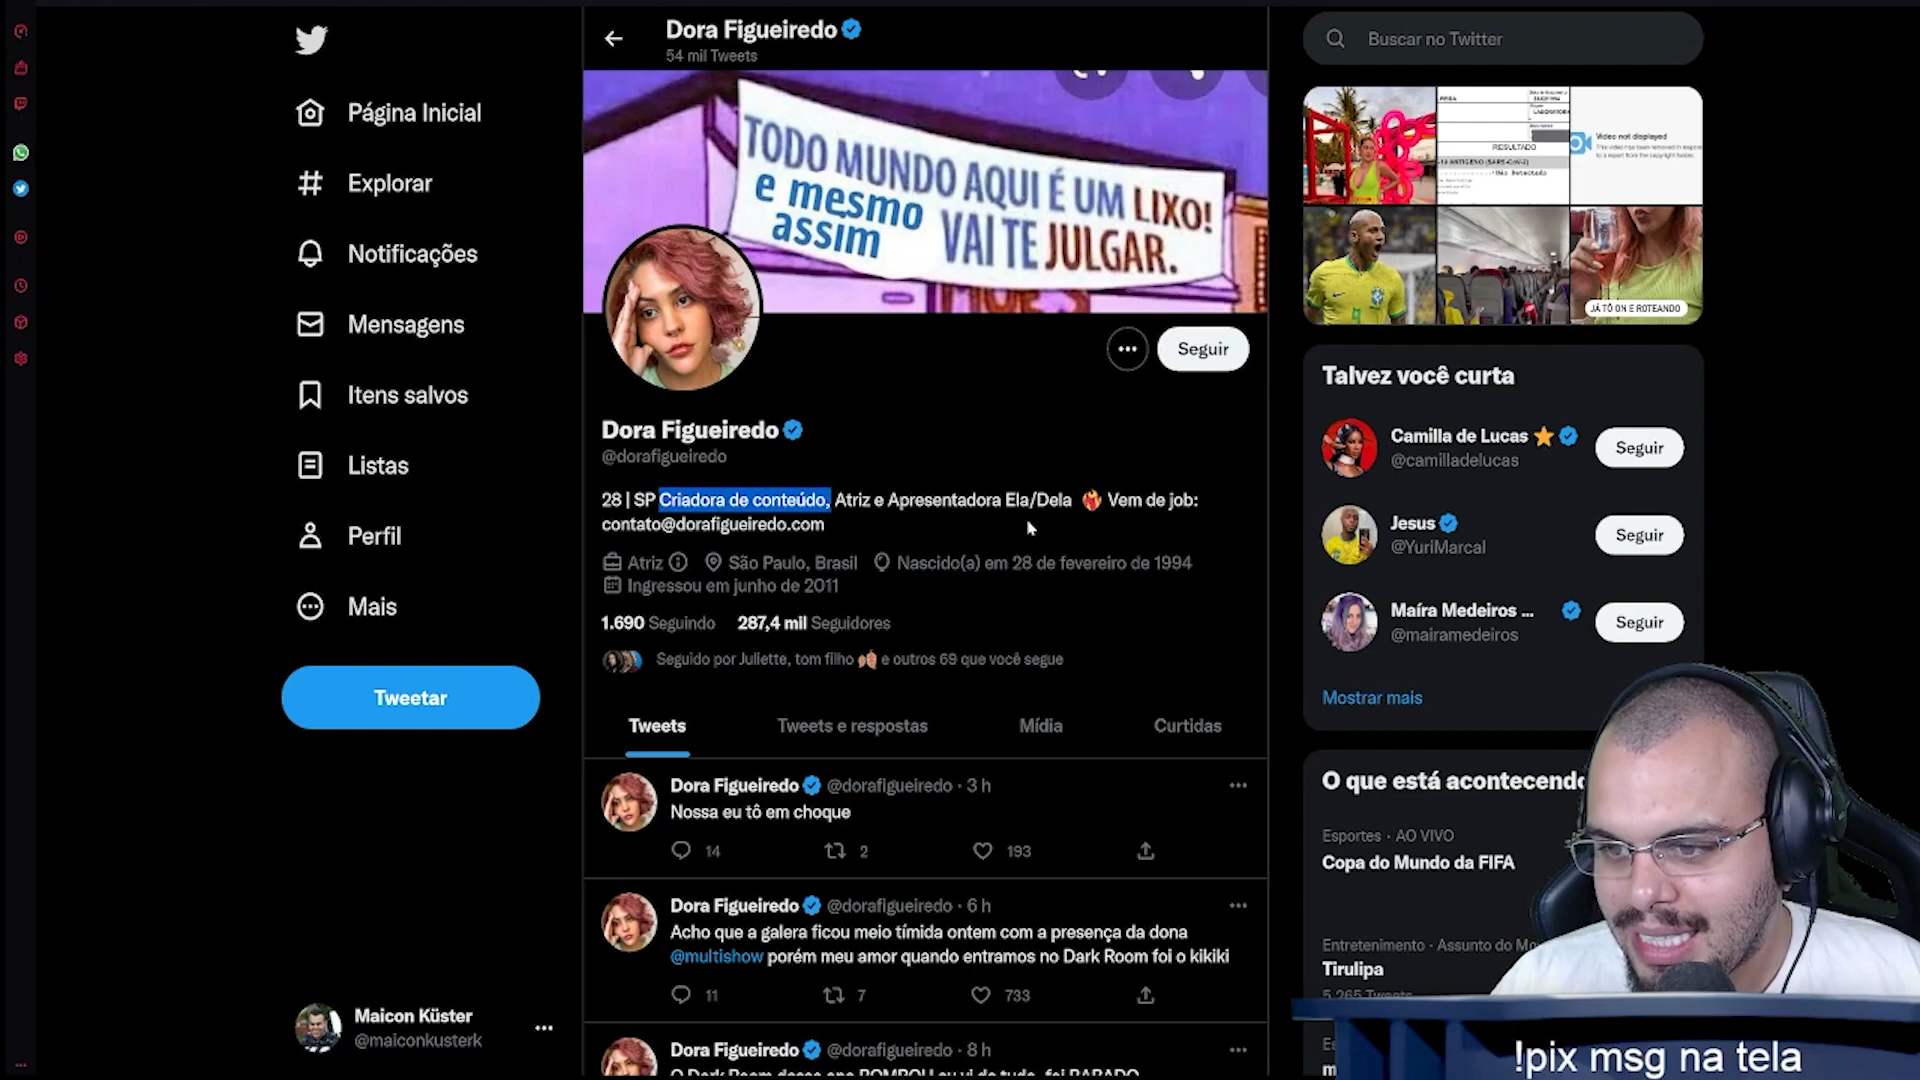 Página Inicial
Explorar
Notificações
Mensagens
Itens salvos
Listas
Perfil
Mais
Tweetar
Maicon Küster
@maiconkusterk
Dora Figueiredo
54 mil Tweets
TODO MUNDO AQUI É UM LIXO!
e mesmo assim VAI TE JULGAR.
Seguir
Dora Figueiredo
@dorafigueiredo
28 | SP Criadora de conteúdo, Atriz e Apresentadora Ela/Dela ❤️‍🔥 Vem de job:
contato@dorafigueiredo.com
Atriz São Paulo, Brasil Nascido(a) em 28 de fevereiro de 1994
Ingressou em junho de 2011
1.690 Seguindo 287,4 mil Seguidores
Seguido por Juliette, tom filho e outros 69 que você segue
Tweets Tweets e respostas Mídia Curtidas
Dora Figueiredo @dorafigueiredo · 3 h
Nossa eu tô em choque
14 2 193
Dora Figueiredo @dorafigueiredo · 6 h
Acho que a galera ficou meio tímida ontem com a presença da dona
@multishow porém meu amor quando entramos no Dark Room foi o kikiki
11 7 733
Dora Figueiredo @dorafigueiredo · 8 h
Buscar no Twitter
RESULTADO
Video not displayed
JÁ TÔ ON E ROTEANDO
Talvez você curta
Camilla de Lucas ⭐
@camilladelucas
Seguir
Jesus
@YuriMarcal
Seguir
Maíra Medeiros ...
@mairamedeiros
Seguir
Mostrar mais
O que está acontecendo
Esportes · AO VIVO
Copa do Mundo da FIFA
Entretenimento · Assunto do Mo
Tirulipa
5.265 Tweets
!pix msg na tela